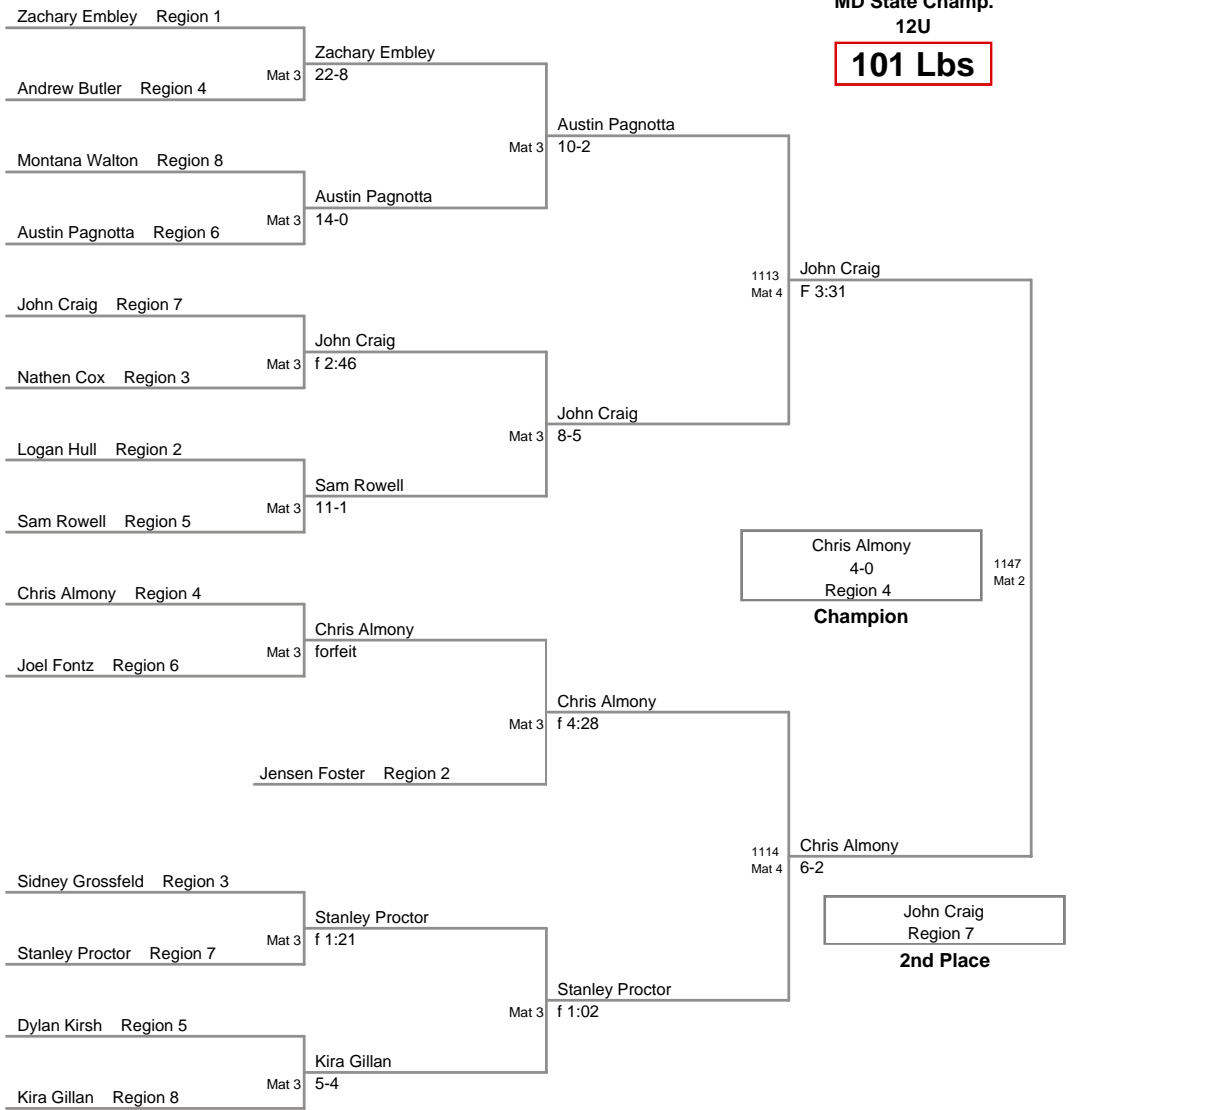 MD State Champ.
12U
101 Lbs
Zachary Embley Region 1
Zachary Embley
Mat 3 22-8
Andrew Butler Region 4
Austin Pagnotta
Mat 3 10-2
Montana Walton Region 8
Austin Pagnotta
Mat 3 14-0
Austin Pagnotta Region 6
John Craig
1113
Mat 4 F 3:31
John Craig Region 7
John Craig
Mat 3 f 2:46
Nathen Cox Region 3
John Craig
Mat 3 8-5
Logan Hull Region 2
Sam Rowell
Mat 3 11-1
Sam Rowell Region 5
Chris Almony
4-0
Region 4
Champion
1147
Mat 2
Chris Almony Region 4
Chris Almony
Mat 3 forfeit
Joel Fontz Region 6
Chris Almony
Mat 3 f 4:28
Jensen Foster Region 2
Chris Almony
1114
Mat 4 6-2
Sidney Grossfeld Region 3
Stanley Proctor
Mat 3 f 1:21
Stanley Proctor Region 7
John Craig
Region 7
2nd Place
Stanley Proctor
Mat 3 f 1:02
Dylan Kirsh Region 5
Kira Gillan
Mat 3 5-4
Kira Gillan Region 8